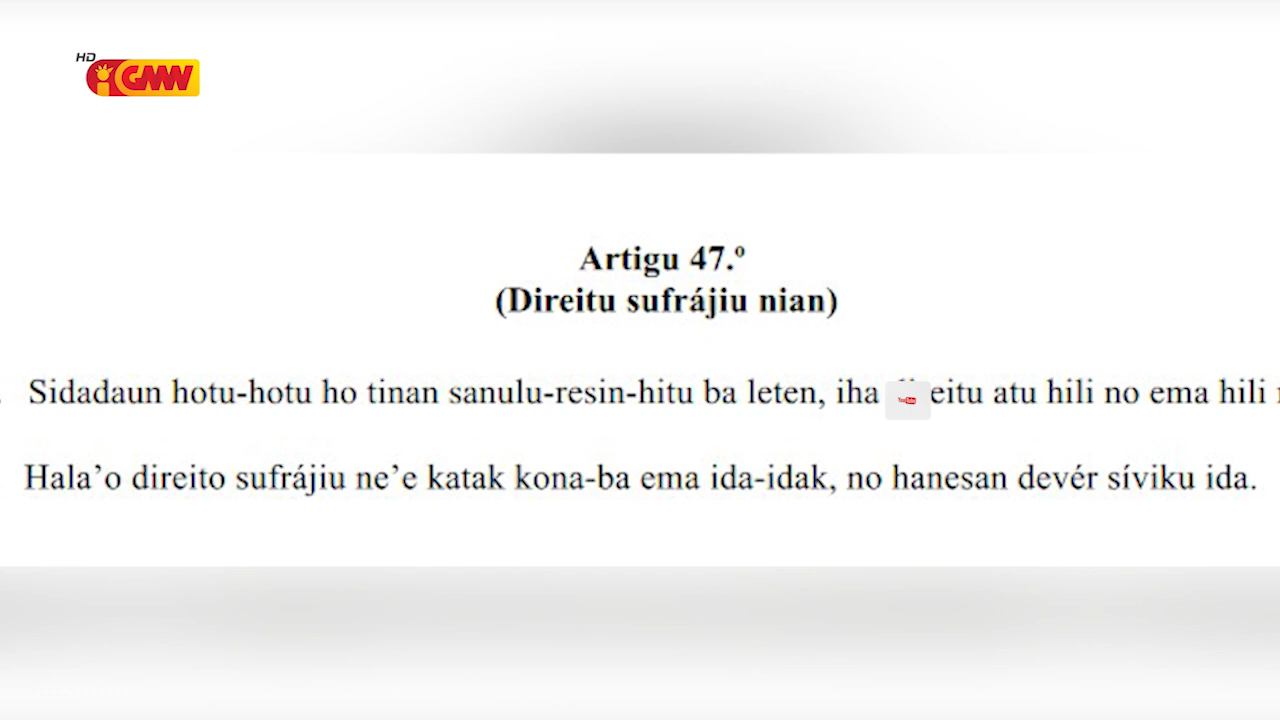 HD
GMN
Artigu 47.º
(Direitu sufrájiu nian)
Sidadaun hotu-hotu ho tinan sanulu-resin-hitu ba leten, iha eitu atu hili no ema hili
Hala’o direito sufrájiu ne’e katak kona-ba ema ida-idak, no hanesan devér síviku ida.